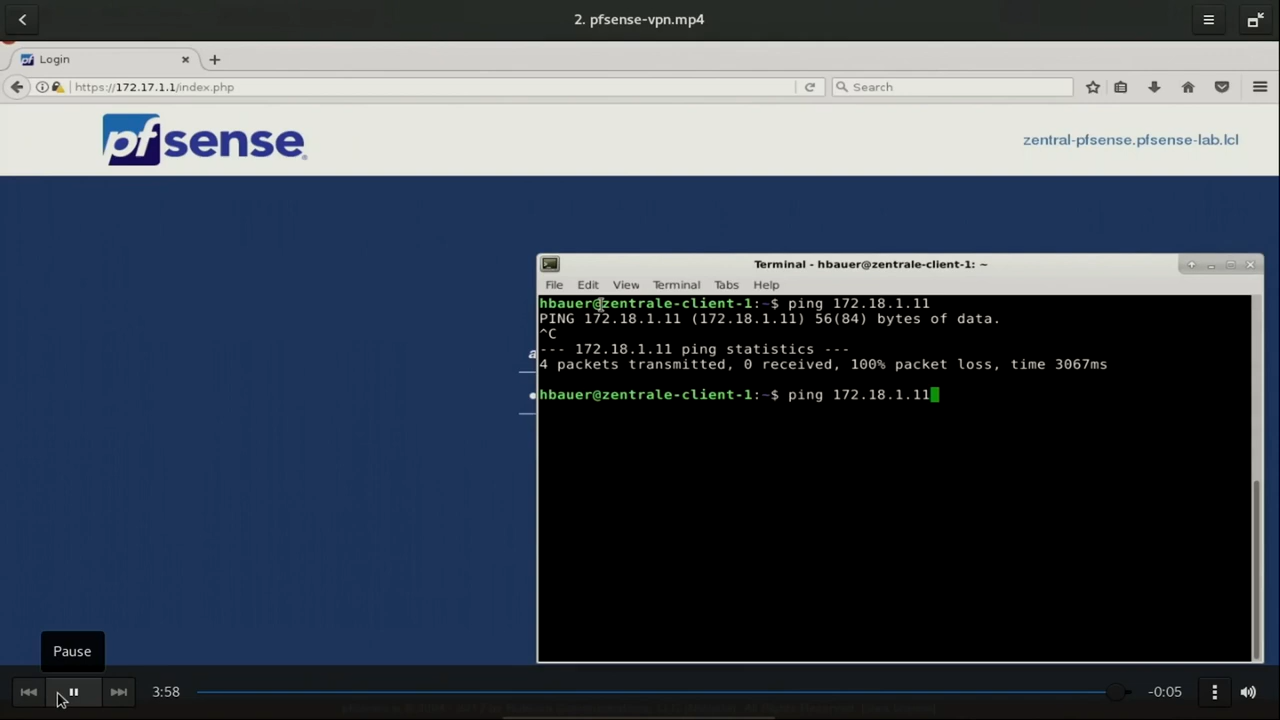 2. pfsense-vpn.mp4
Login
https://172.17.1.1/index.php
Search
pfsense
zentral-pfsense.pfsense-lab.lcl
Terminal - hbauer@zentrale-client-1: ~
File Edit View Terminal Tabs Help
hbauer@zentrale-client-1:~$ ping 172.18.1.11
PING 172.18.1.11 (172.18.1.11) 56(84) bytes of data.
^C
--- 172.18.1.11 ping statistics ---
4 packets transmitted, 0 received, 100% packet loss, time 3067ms
hbauer@zentrale-client-1:~$ ping 172.18.1.11
Pause
3:58
-0:05